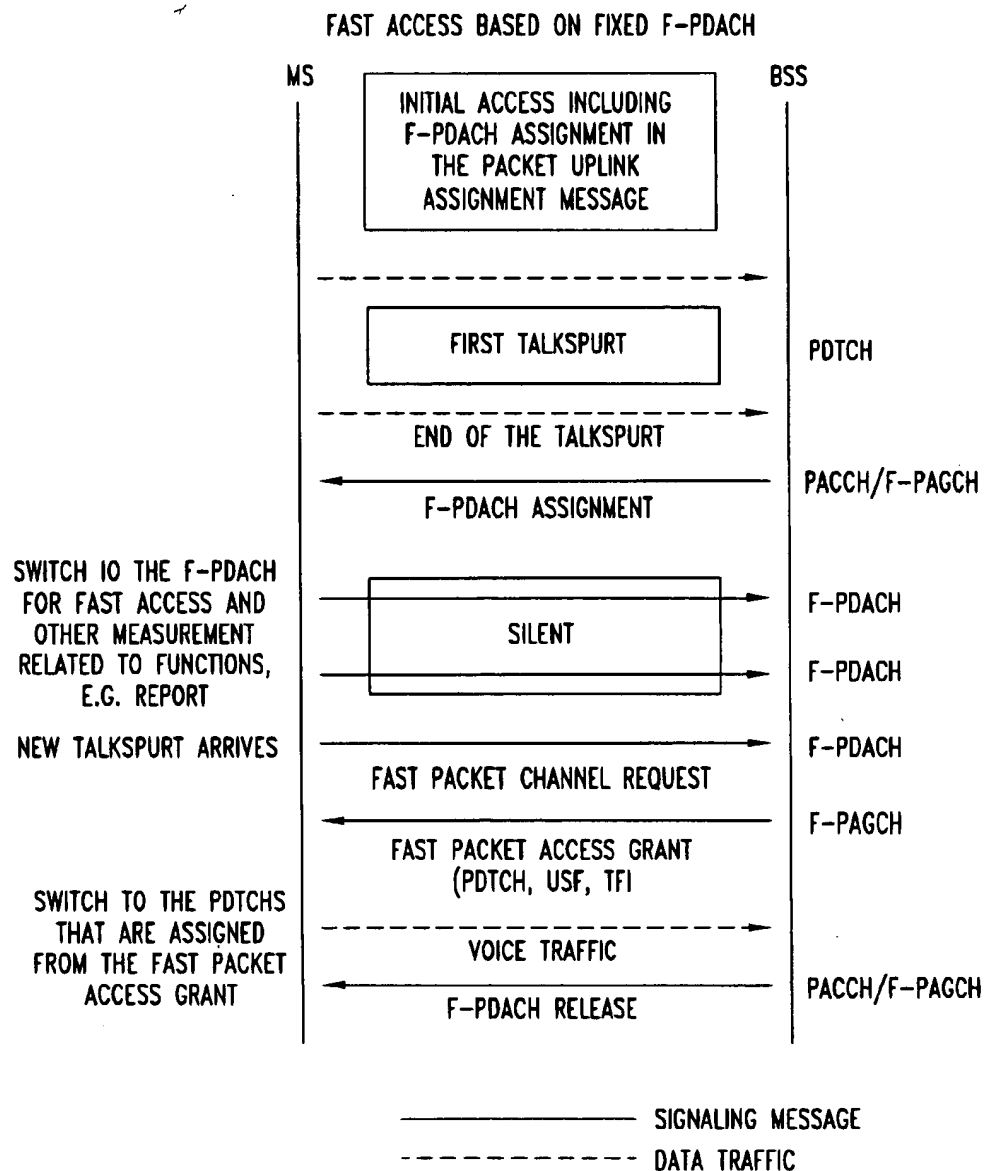 FAST ACCESS BASED ON FIXED F-PDACH
MS
BSS
INITIAL ACCESS INCLUDING
F-PDACH ASSIGNMENT IN
THE PACKET UPLINK
ASSIGNMENT MESSAGE
FIRST TALKSPURT
PDTCH
END OF THE TALKSPURT
PACCH/F-PAGCH
F-PDACH ASSIGNMENT
SWITCH IO THE F-PDACH
FOR FAST ACCESS AND
OTHER MEASUREMENT
RELATED TO FUNCTIONS,
E.G. REPORT
SILENT
F-PDACH
F-PDACH
NEW TALKSPURT ARRIVES
F-PDACH
FAST PACKET CHANNEL REQUEST
F-PAGCH
FAST PACKET ACCESS GRANT
(PDTCH, USF, TFI
SWITCH TO THE PDTCHS
THAT ARE ASSIGNED
FROM THE FAST PACKET
ACCESS GRANT
VOICE TRAFFIC
PACCH/F-PAGCH
F-PDACH RELEASE
SIGNALING MESSAGE
DATA TRAFFIC